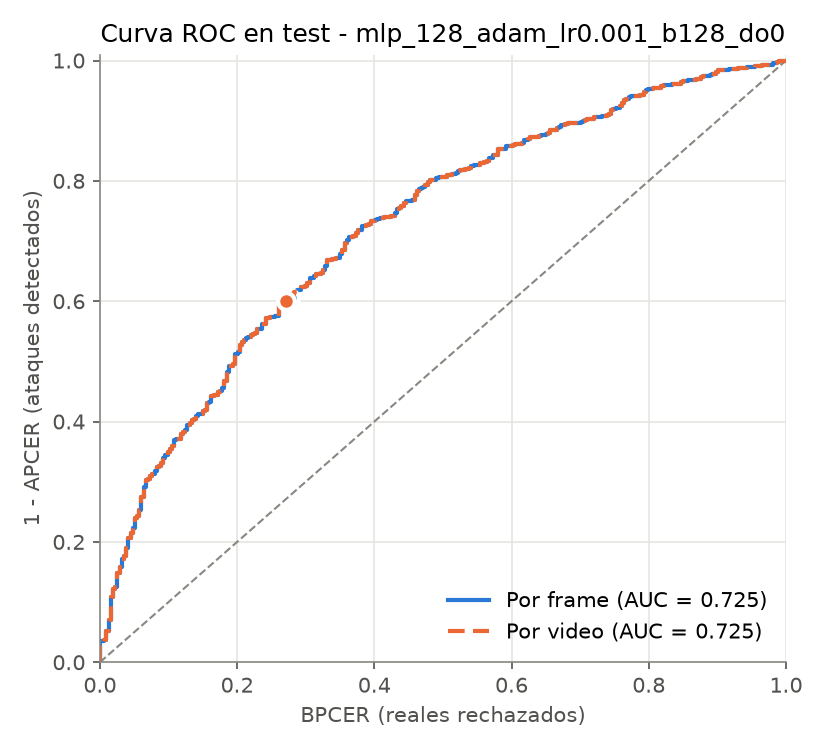 Curva ROC en test - mlp_128_adam_lr0.001_b128_do0
1 - APCER (ataques detectados)
1.0
0.8
0.6
0.4
0.2
0.0
Por frame (AUC = 0.725)
Por video (AUC = 0.725)
0.0 0.2 0.4 0.6 0.8 1.0
BPCER (reales rechazados)